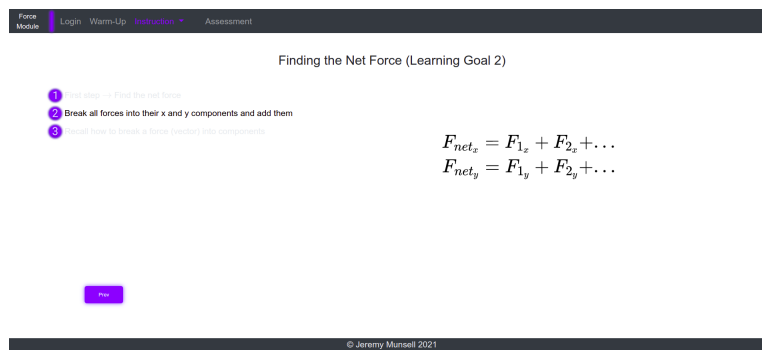 Force Module Login Warm-Up Instruction Assessment
Finding the Net Force (Learning Goal 2)
1 First step --> Find the net force
2 Break all forces into their x and y components and add them
3 Recall how to break a force (vector) into components
F_{net_x} = F_{1_x} + F_{2_x} + ...
F_{net_y} = F_{1_y} + F_{2_y} + ...
Prev
© Jeremy Munsell 2021